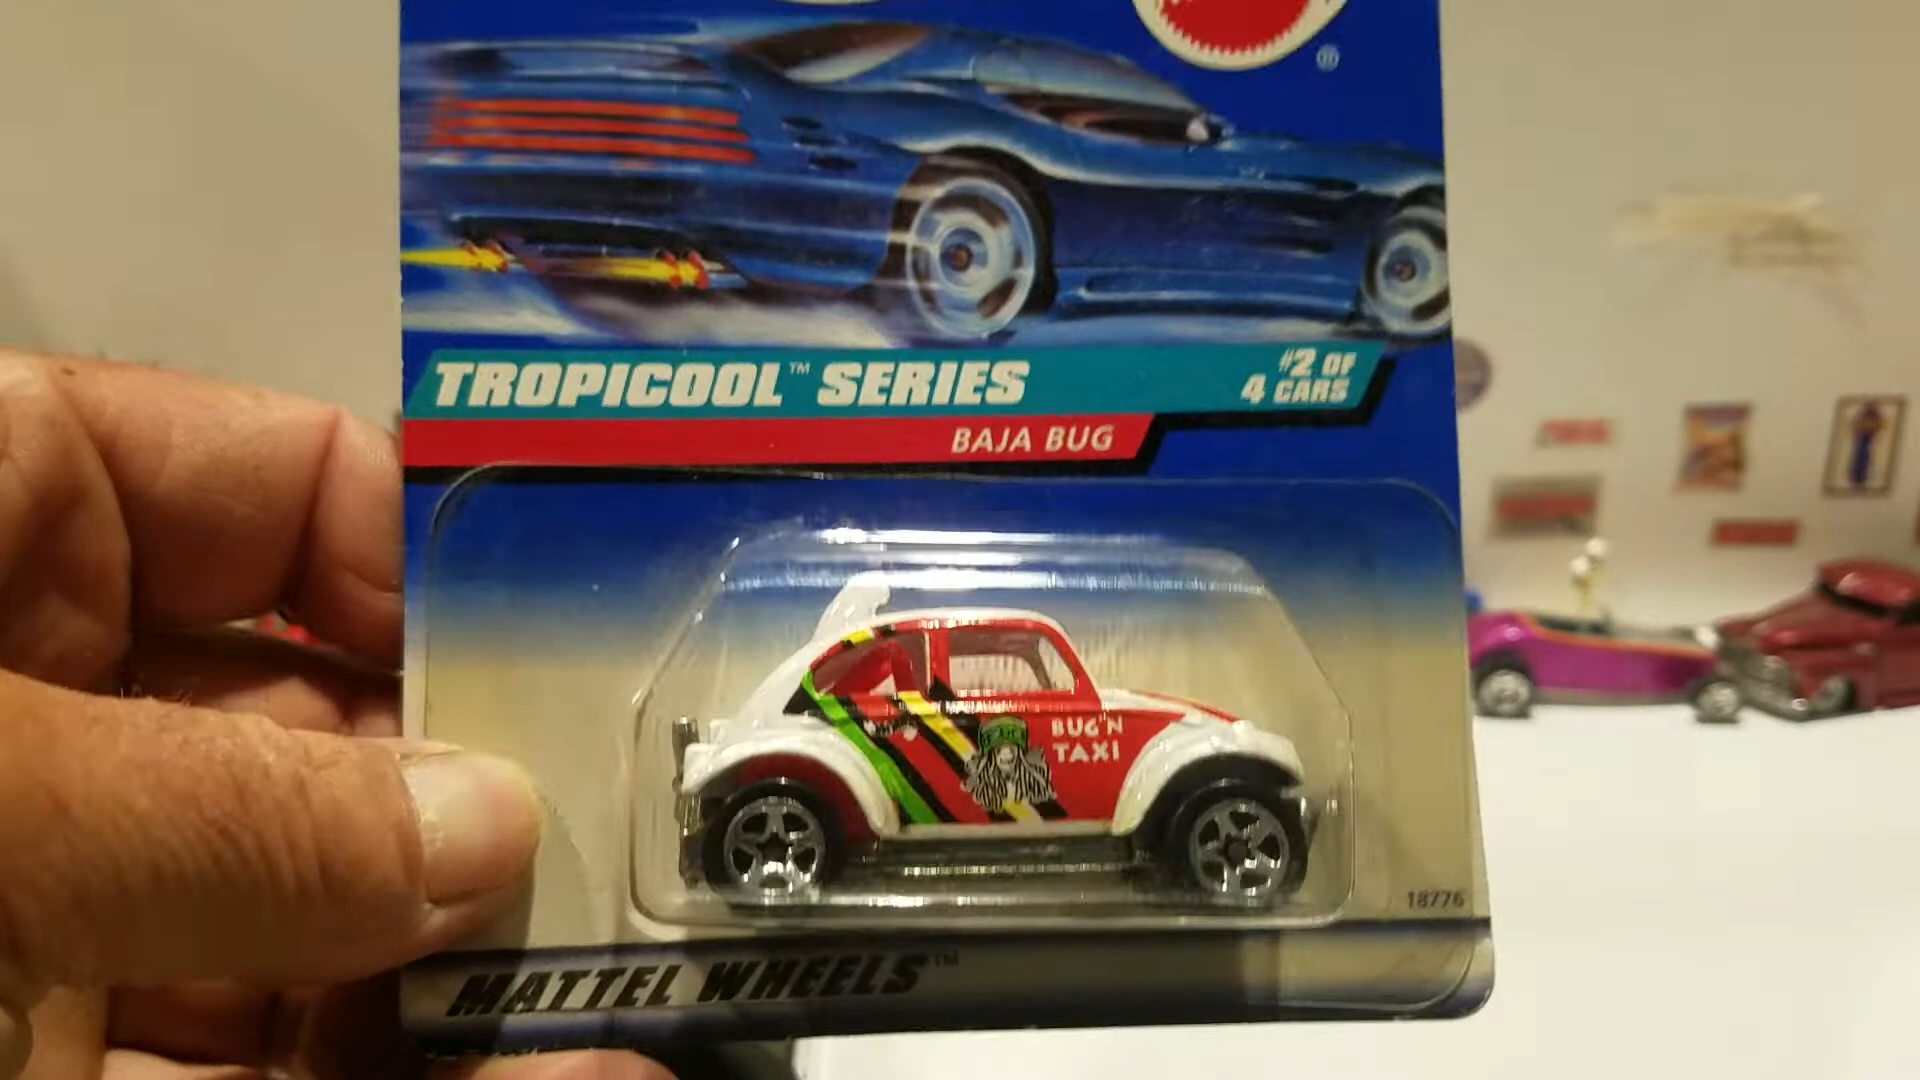 ®
TROPICOOL™ SERIES
#2 OF
4 CARS
BAJA BUG
BUG'N
TAXI
18776
MATTEL WHEELS™